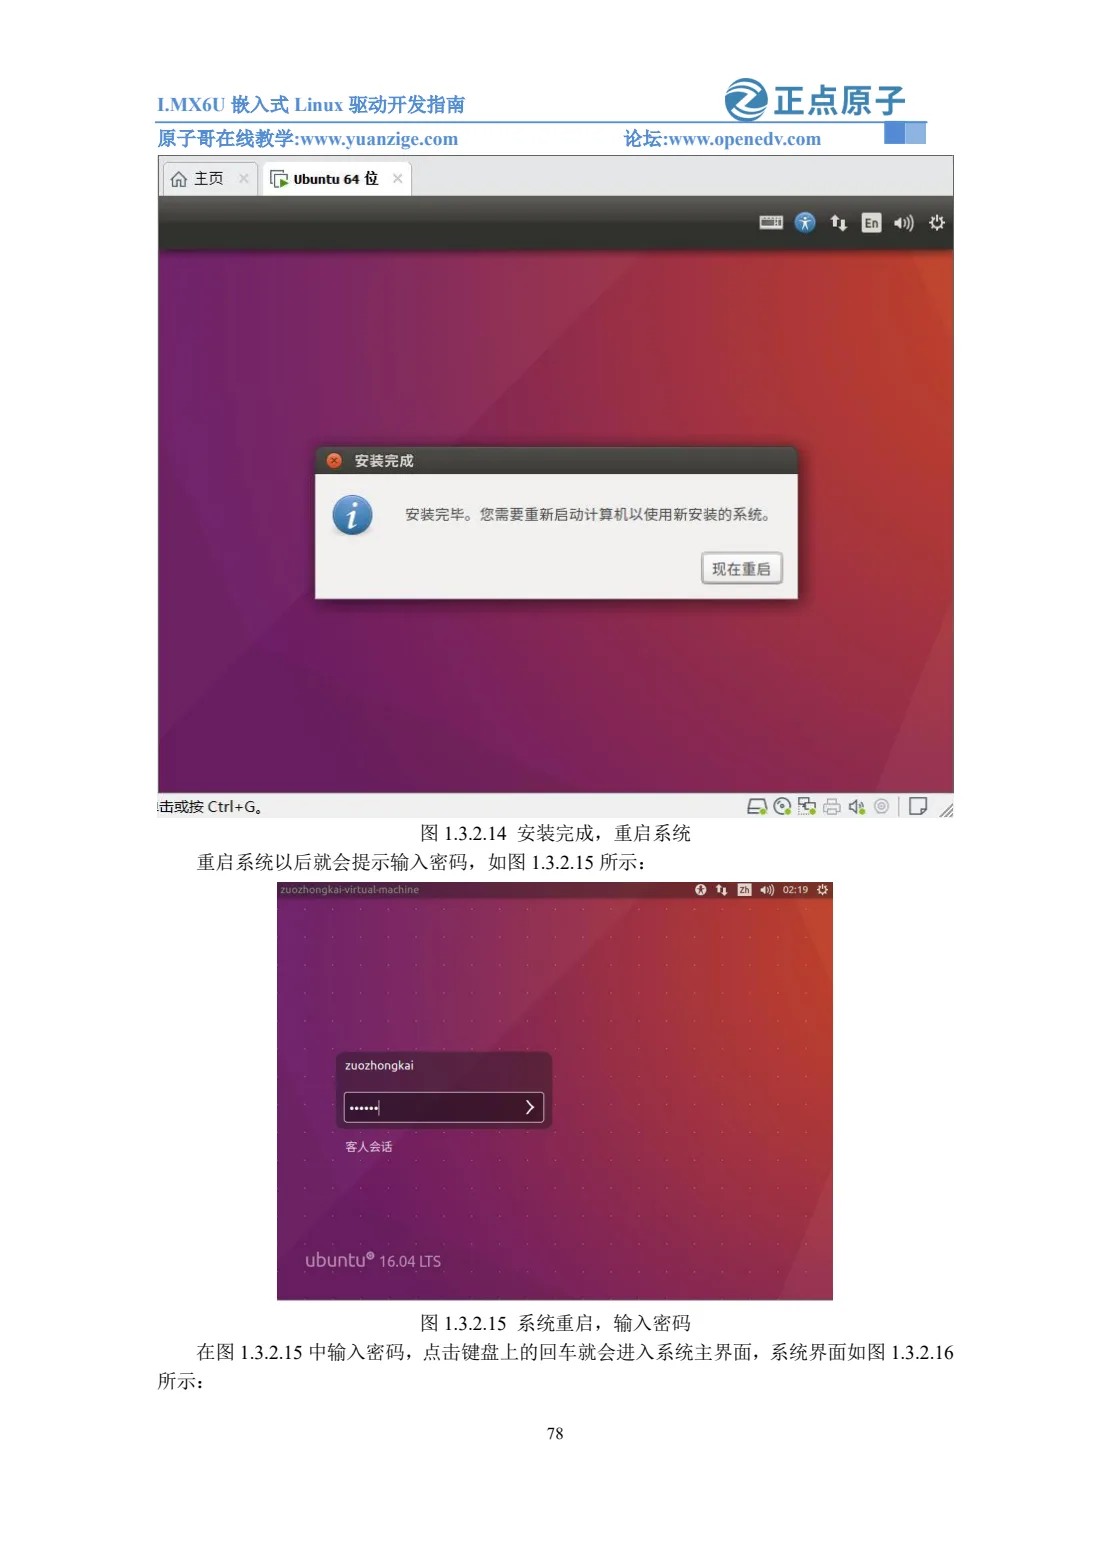 I.MX6U 嵌入式 Linux 驱动开发指南
正点原子
原子哥在线教学:www.yuanzige.com 论坛:www.openedv.com
主页 Ubuntu 64 位
En
安装完成
安装完毕。您需要重新启动计算机以使用新安装的系统。
现在重启
击或按 Ctrl+G。
图 1.3.2.14 安装完成，重启系统
重启系统以后就会提示输入密码，如图 1.3.2.15 所示：
zuozhongkai-virtual-machine Zh 02:19
zuozhongkai
客人会话
ubuntu® 16.04 LTS
图 1.3.2.15 系统重启，输入密码
在图 1.3.2.15 中输入密码，点击键盘上的回车就会进入系统主界面，系统界面如图 1.3.2.16
所示：
78